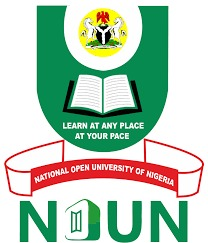 LEARN AT ANY PLACE
AT YOUR PACE
NATIONAL OPEN UNIVERSITY OF NIGERIA
NOUN